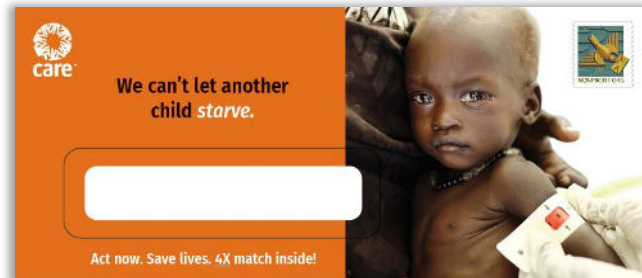 care
We can't let another
child starve.
Act now. Save lives. 4X match inside!
NONPROFIT ORG.